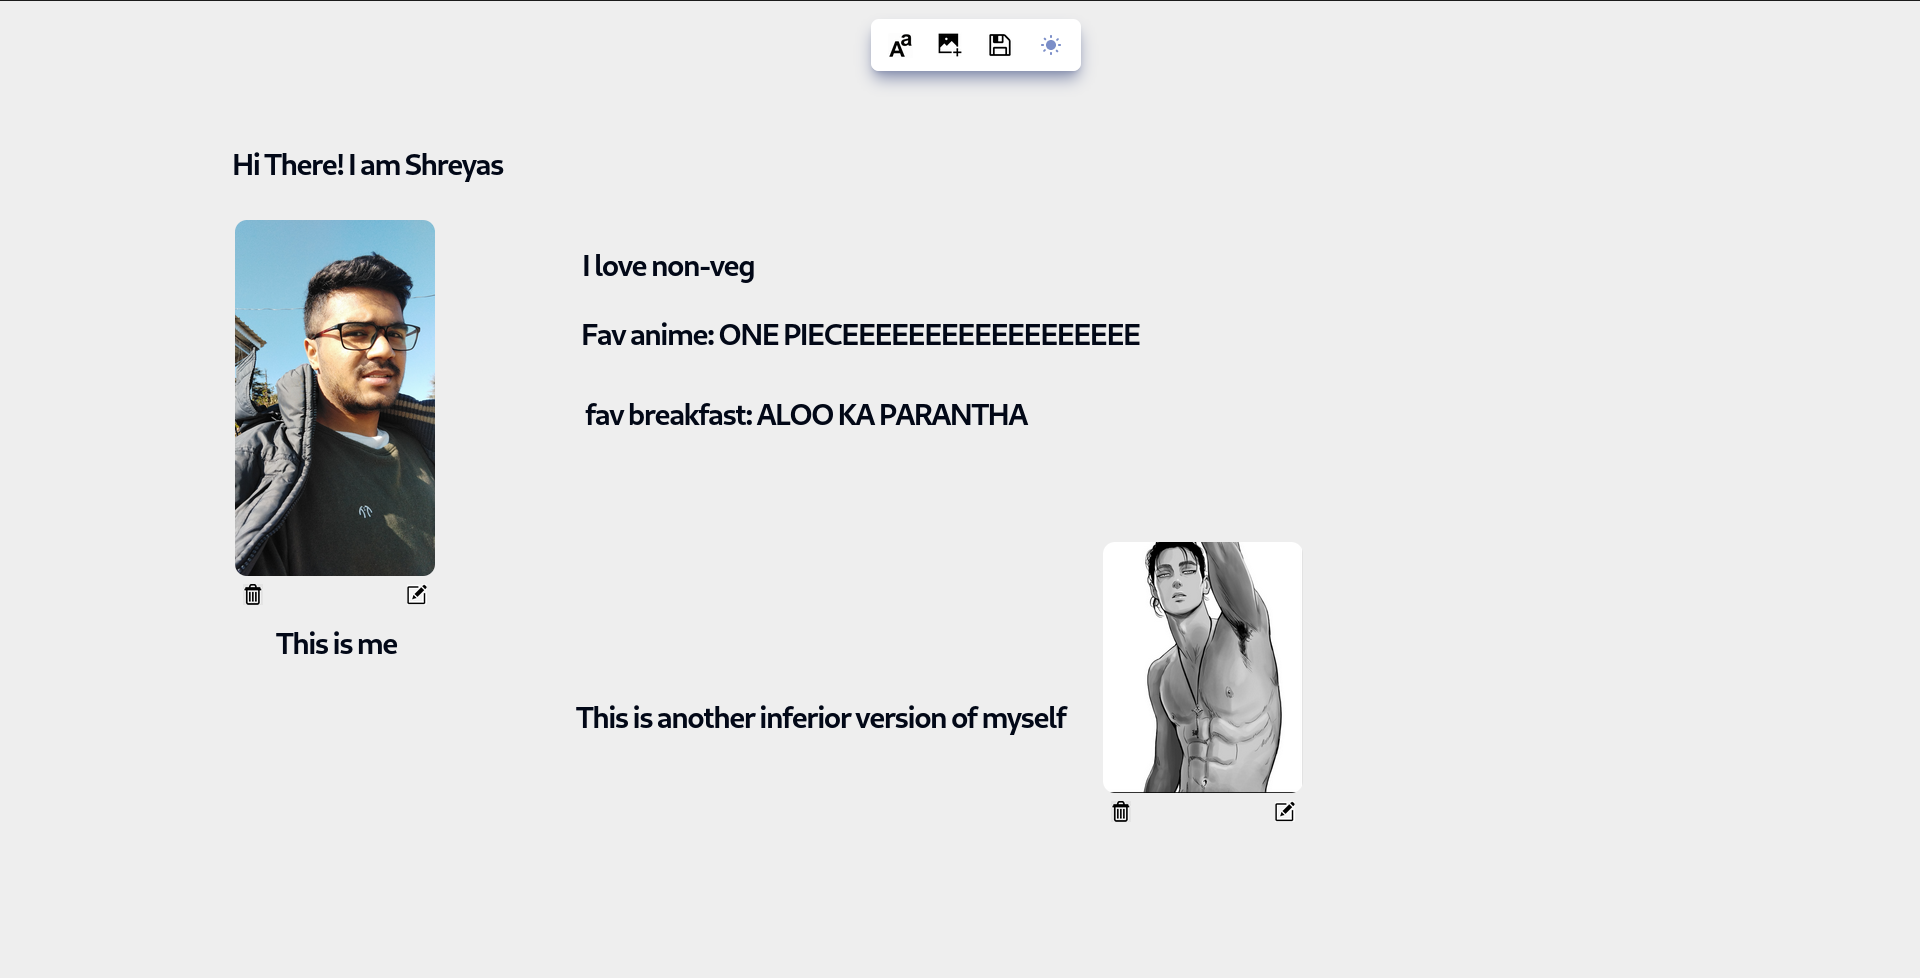 Hi There! I am Shreyas
I love non-veg
Fav anime: ONE PIECEEEEEEEEEEEEEEEEEE
fav breakfast: ALOO KA PARANTHA
This is me
This is another inferior version of myself